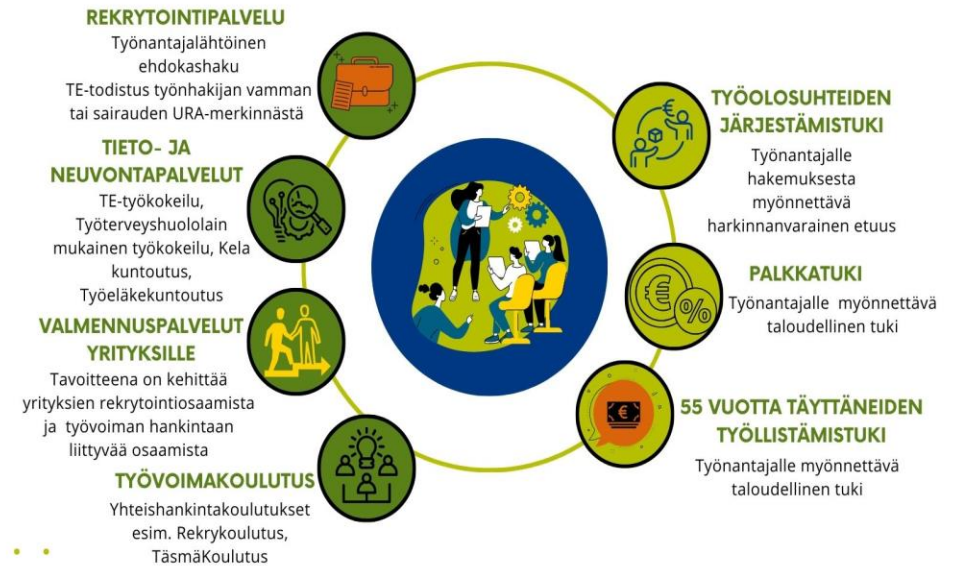 REKRYTOINTIPALVELU
Työnantajalähtöinen
ehdokashaku
TE-todistus työnhakijan vamman
tai sairauden URA-merkinnästä
TIETO- JA
NEUVONTAPALVELUT
TE-työkokeilu,
Työterveyshuololain
mukainen työkokeilu, Kela
kuntoutus,
Työeläkekuntoutus
VALMENNUSPALVELUT
YRITYKSILLE
Tavoitteena on kehittää
yrityksien rekrytointiosaamista
ja työvoiman hankintaan
liittyvää osaamista
TYÖVOIMAKOULUTUS
Yhteishankintakoulutukset
esim. Rekrykoulutus,
TäsmäKoulutus
TYÖOLOSUHTEIDEN
JÄRJESTÄMISTUKI
Työnantajalle
hakemuksesta
myönnettävä
harkinnanvarainen etuus
PALKKATUKI
Työnantajalle myönnettävä
taloudellinen tuki
55 VUOTTA TÄYTTÄNEIDEN
TYÖLLISTÄMISTUKI
Työnantajalle myönnettävä
taloudellinen tuki